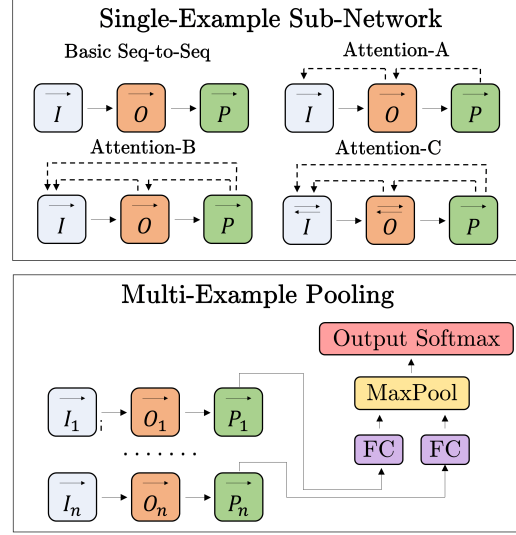 Single-Example Sub-Network
Basic Seq-to-Seq
Attention-A
I O P
I O P
Attention-B
Attention-C
I O P
I O P
Multi-Example Pooling
Output Softmax
MaxPool
I₁ ; O₁ P₁
FC FC
.......
Iₙ Oₙ Pₙ